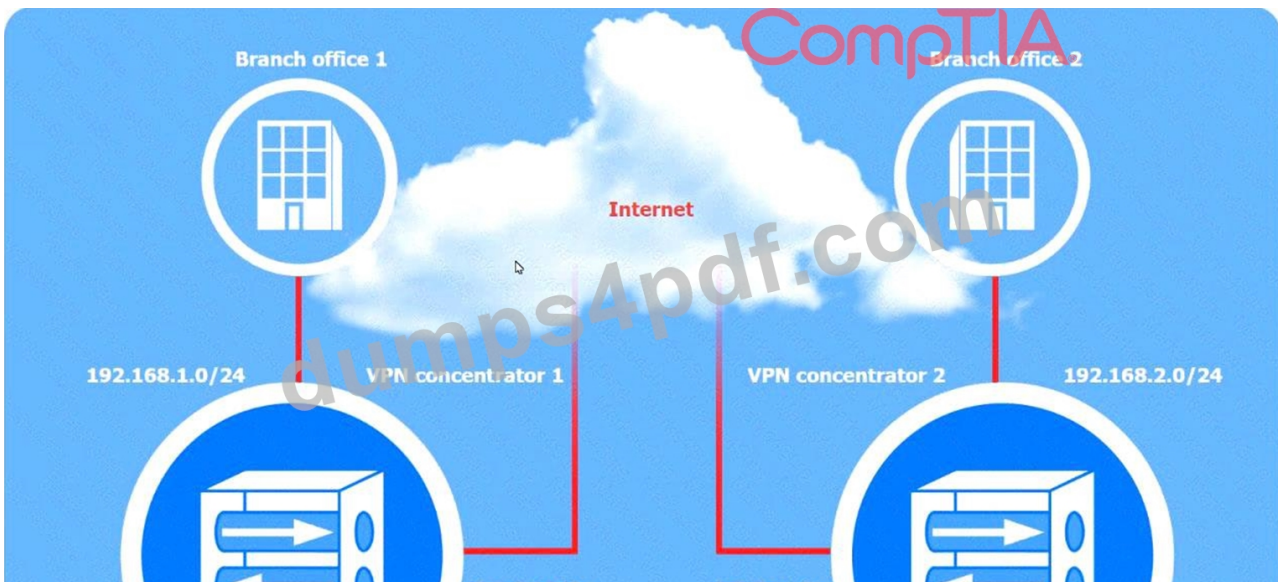 CompTIA
Branch office 1
Branch office 2
Internet
dumps4pdf.com
192.168.1.0/24
VPN concentrator 1
VPN concentrator 2
192.168.2.0/24